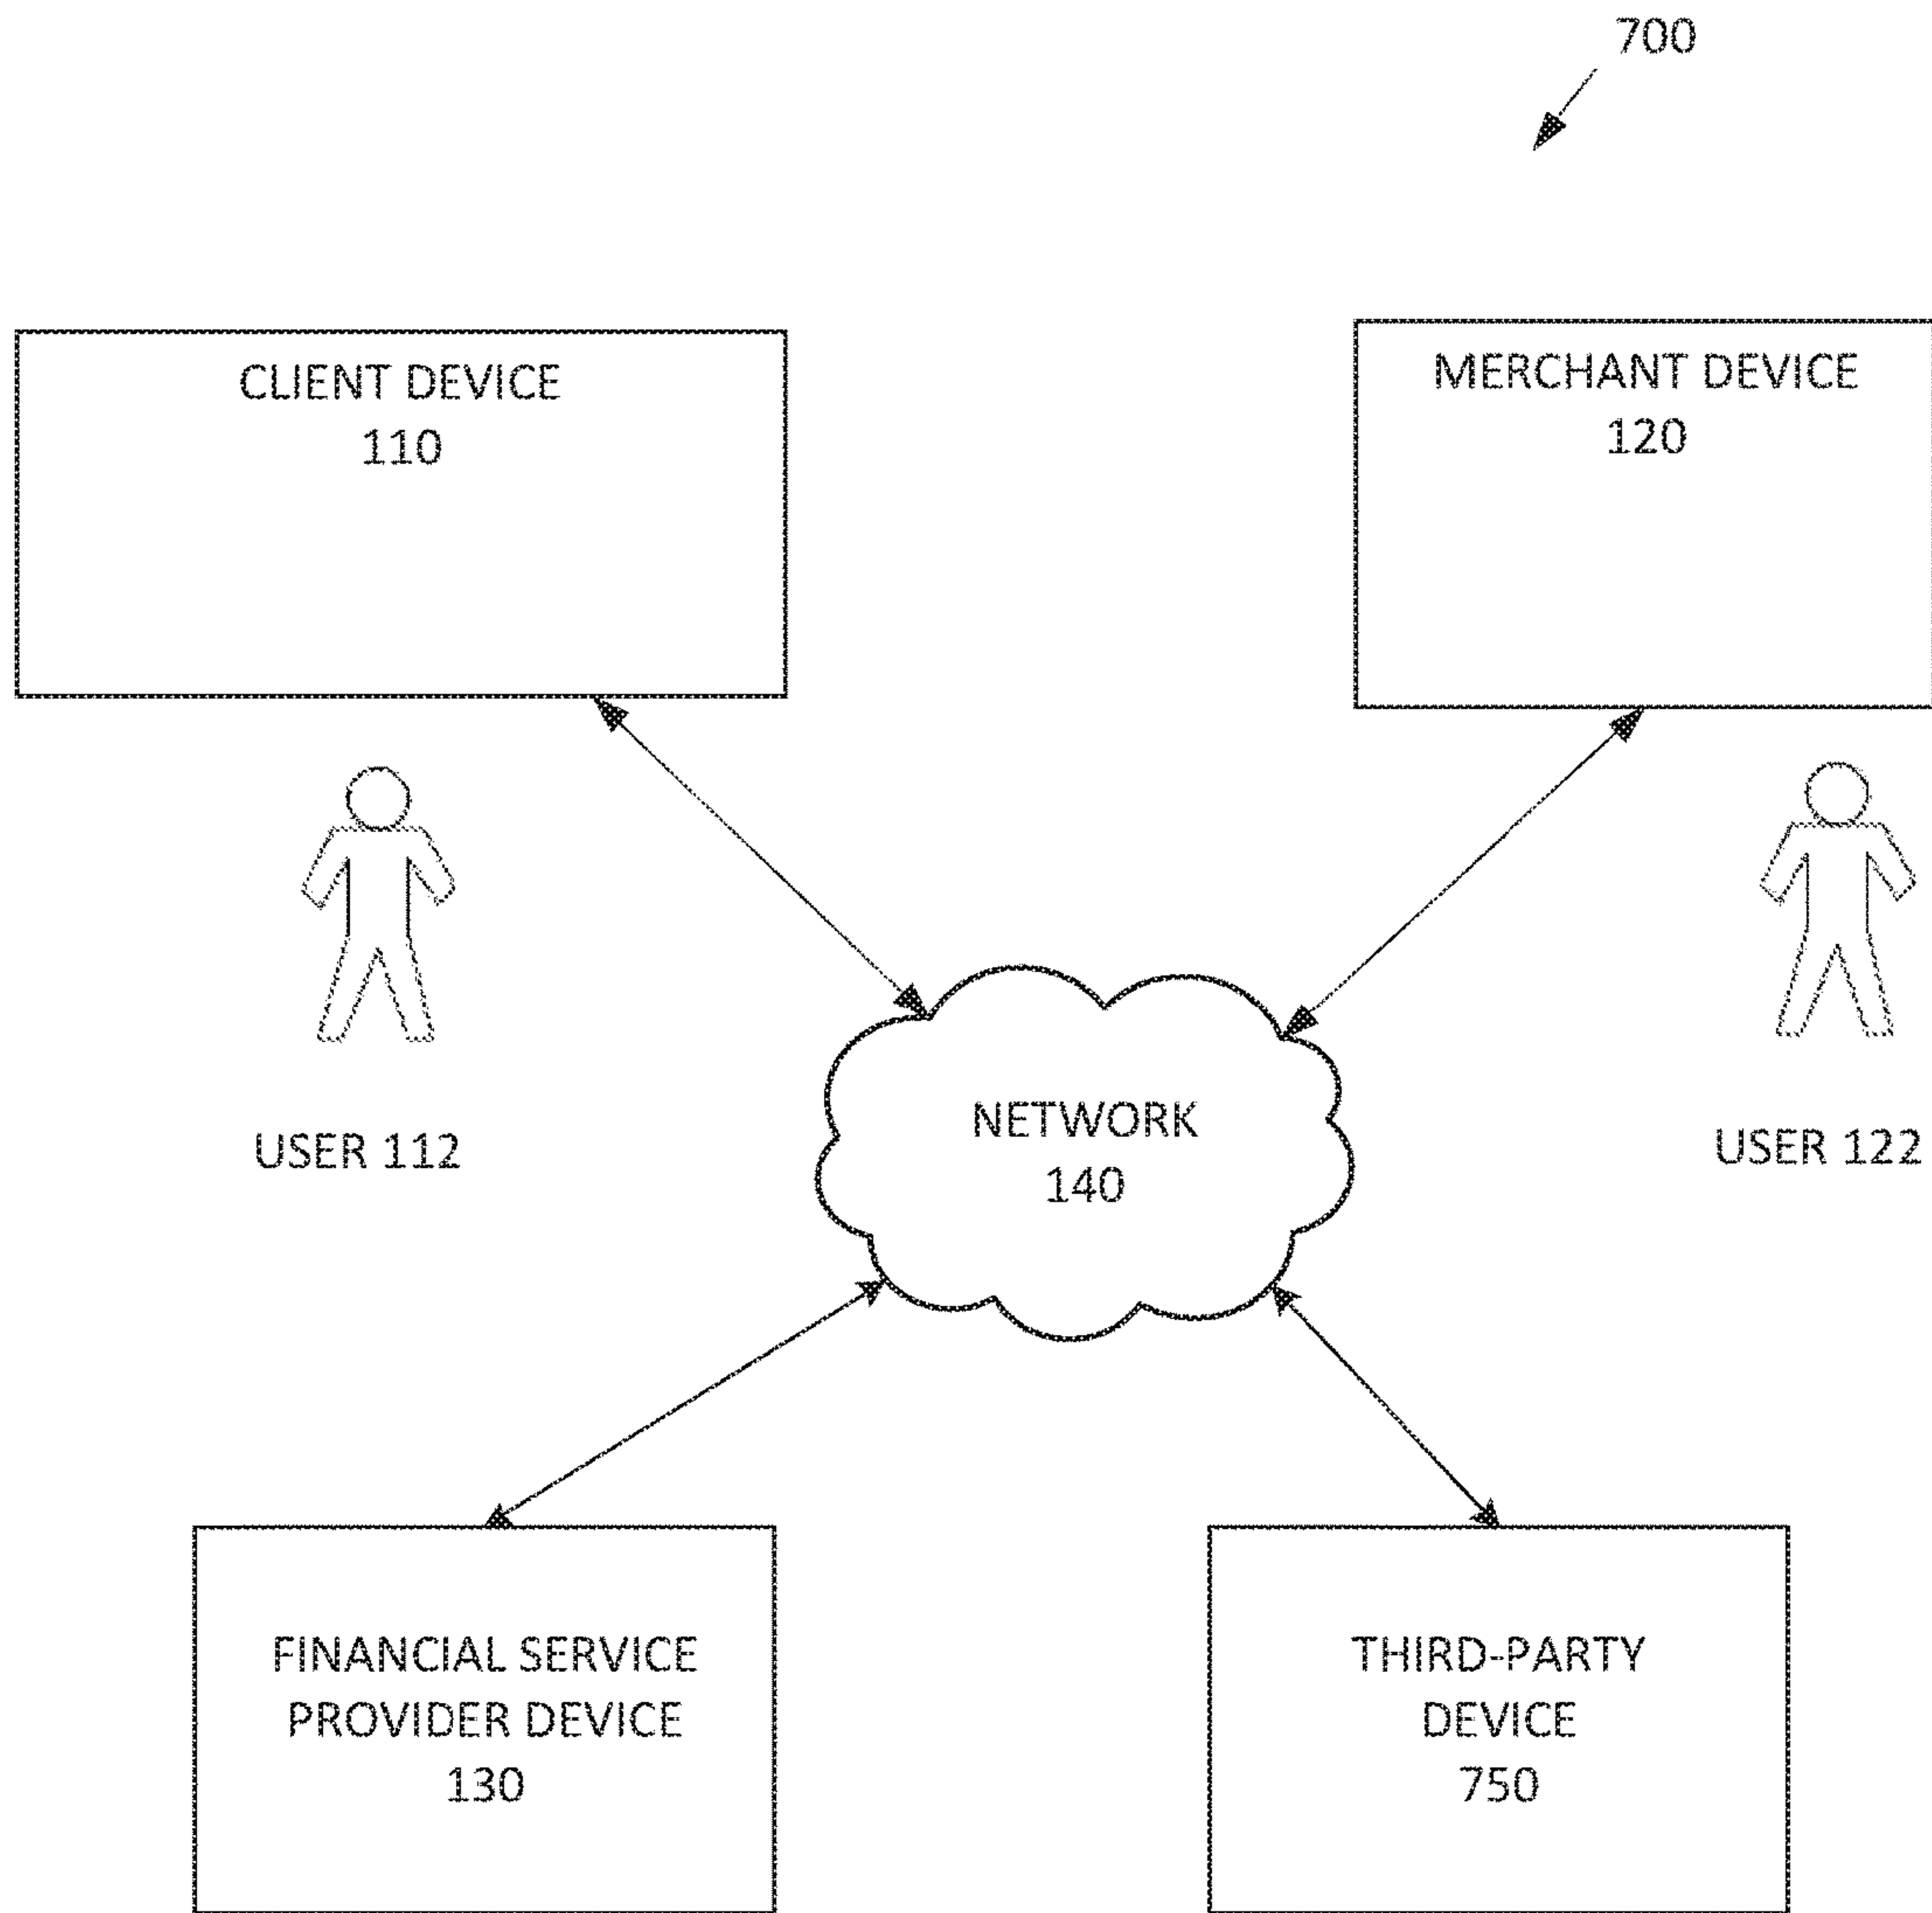 700
CLIENT DEVICE
110
MERCHANT DEVICE
120
USER 112
USER 122
NETWORK
140
FINANCIAL SERVICE
PROVIDER DEVICE
130
THIRD-PARTY
DEVICE
750